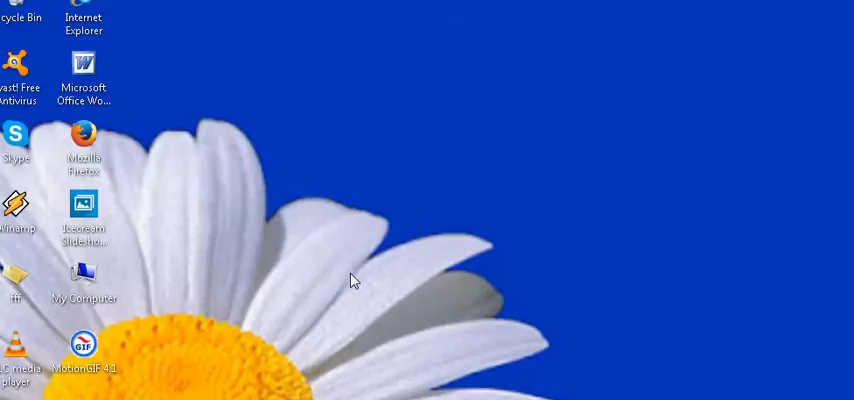 cycle Bin
Internet
Explorer
vast! Free
Antivirus
Microsoft
Office Wo...
W
S
Skype
Mozilla
Firefox
Winamp
Icecream
Slidesho...
fff
My Computer
LC media
player
GIF
MotionGIF 4.1